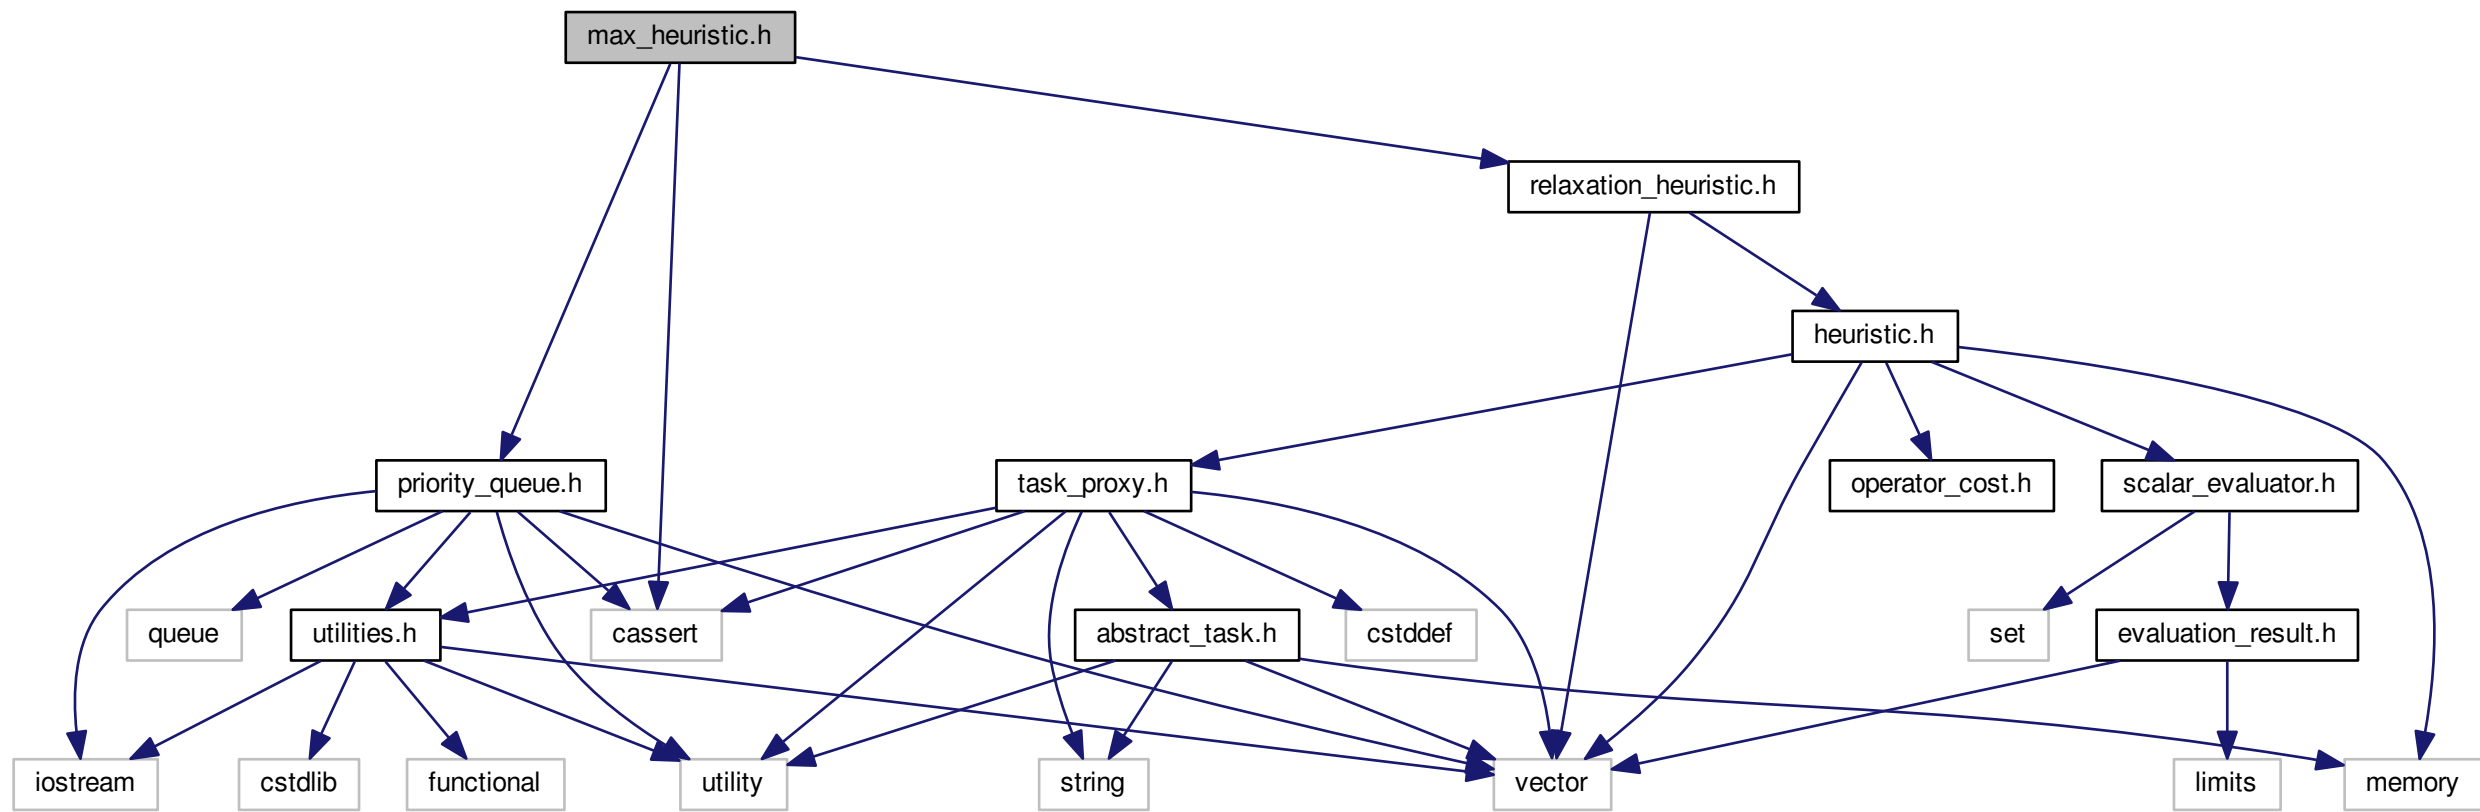 max_heuristic.h
relaxation_heuristic.h
heuristic.h
priority_queue.h
task_proxy.h
operator_cost.h
scalar_evaluator.h
queue
utilities.h
cassert
abstract_task.h
cstddef
set
evaluation_result.h
iostream
cstdlib
functional
utility
string
vector
limits
memory